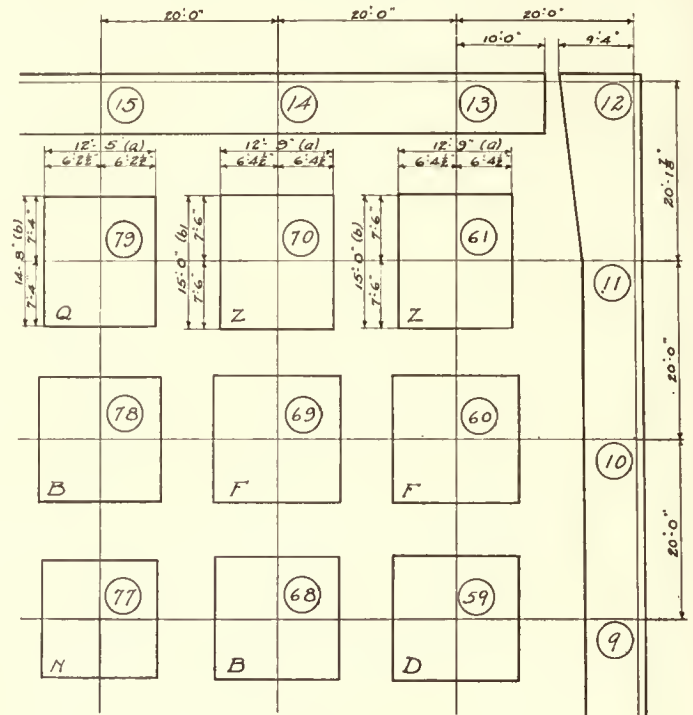 20'-0" 20'-0" 20'-0"
10'-0" 9'-4"
15 14 13 12
12'-5" (a) 12'-9" (a) 12'-9" (a)
6'-2½" 6'-2½" 6'-4½" 6'-4½" 6'-4½" 6'-4½"
20'-1½"
14'-8" (b) 7'-4" 7'-4" 79 Q
15'-0" (b) 7'-6" 7'-6" 70 Z
15'-0" (b) 7'-6" 7'-6" 61 Z
11
20'-0"
78 69 60
B F F
10
20'-0"
77 68 59
N B D
9